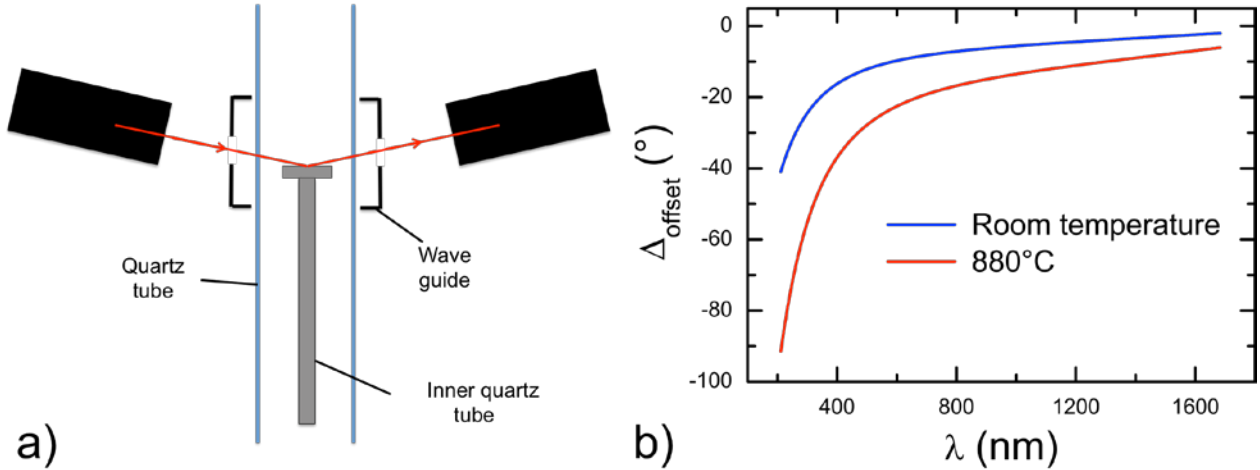 Quartz
tube
Wave
guide
Inner quartz
tube
a)
0
-20
-40
-60
-80
-100
Δoffset (°)
Room temperature
880°C
400
800
1200
1600
λ (nm)
b)